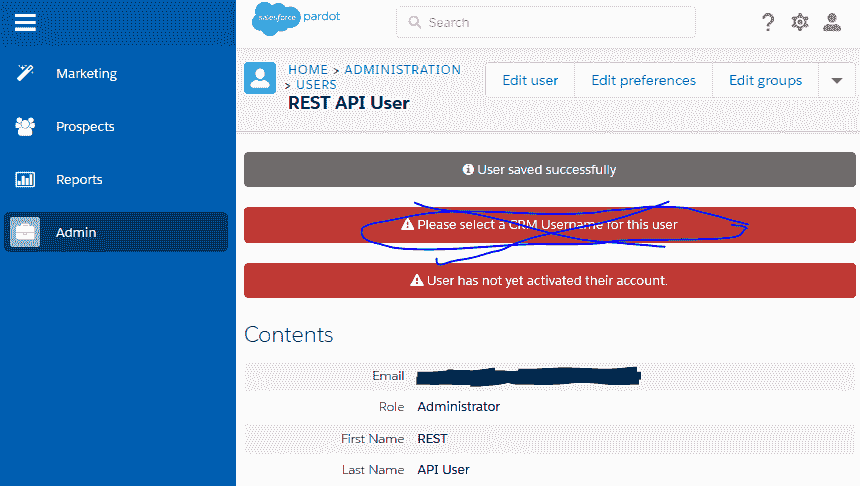 salesforce pardot
Search
?
Marketing
Prospects
Reports
Admin
HOME > ADMINISTRATION
> USERS
REST API User
Edit user
Edit preferences
Edit groups
User saved successfully
Please select a CRM Username for this user
User has not yet activated their account.
Contents
Email
Role Administrator
First Name REST
Last Name API User